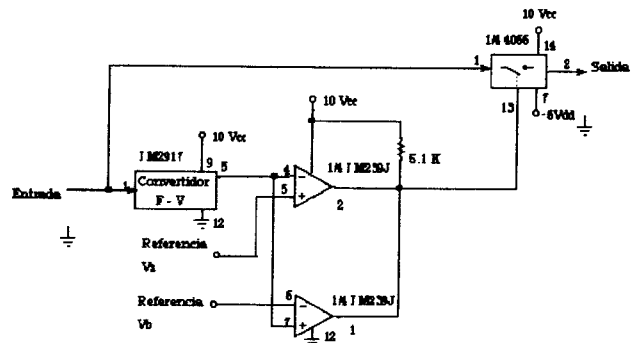 10 Vcc
1/4 4066
14
1
2
Salida
13
7
-5Vdd
10 Vcc
5.1 K
10 Vcc
LM2917
9
5
4
1/4 LM239J
Entrada
1
Convertidor
F - V
5
2
12
Referencia
Va
Referencia
Vb
6
1/4 LM239J
7
12
1